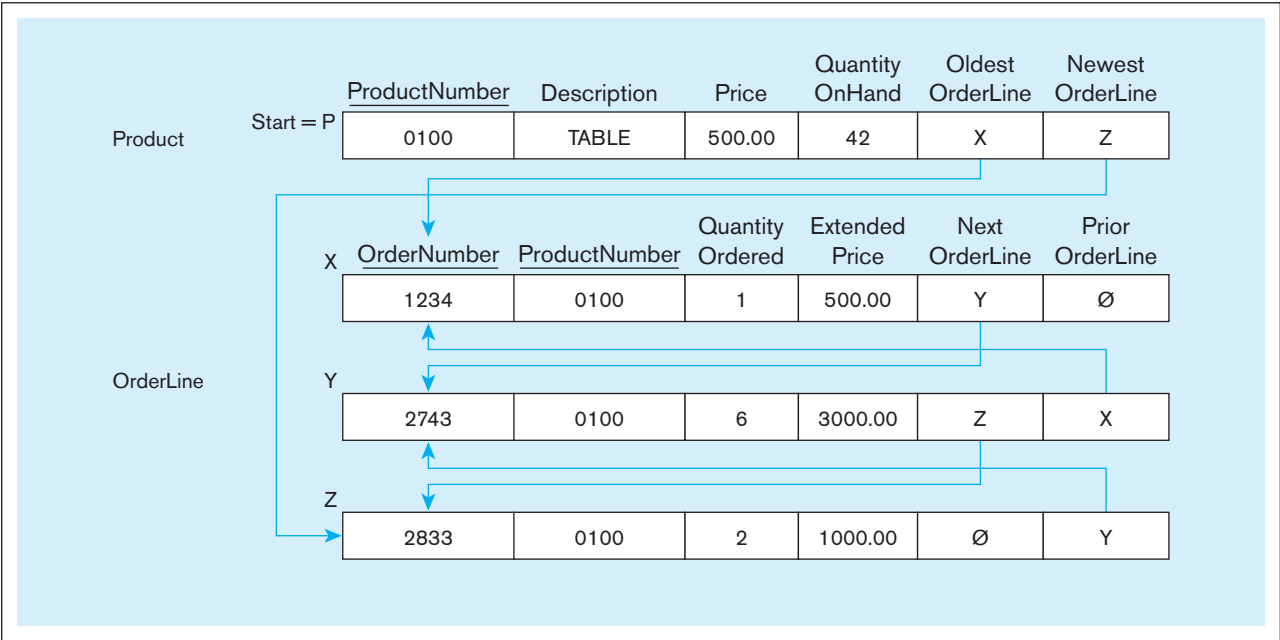 Quantity Oldest Newest
ProductNumber Description Price OnHand OrderLine OrderLine
Product Start = P 0100 TABLE 500.00 42 X Z
Quantity Extended Next Prior
X OrderNumber ProductNumber Ordered Price OrderLine OrderLine
1234 0100 1 500.00 Y Ø
OrderLine Y
2743 0100 6 3000.00 Z X
Z
2833 0100 2 1000.00 Ø Y